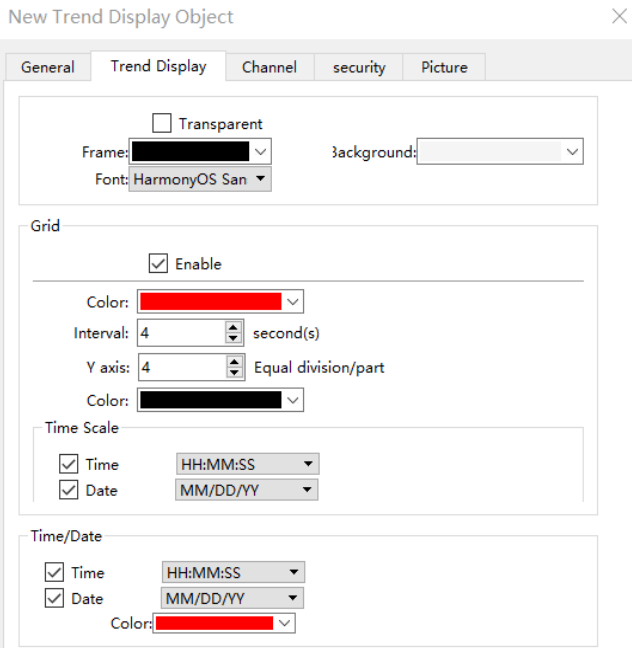 New Trend Display Object
General Trend Display Channel security Picture
Transparent
Frame: Background:
Font: HarmonyOS San
Grid
Enable
Color:
Interval: 4 second(s)
Y axis: 4 Equal division/part
Color:
Time Scale
Time HH:MM:SS
Date MM/DD/YY
Time/Date
Time HH:MM:SS
Date MM/DD/YY
Color: